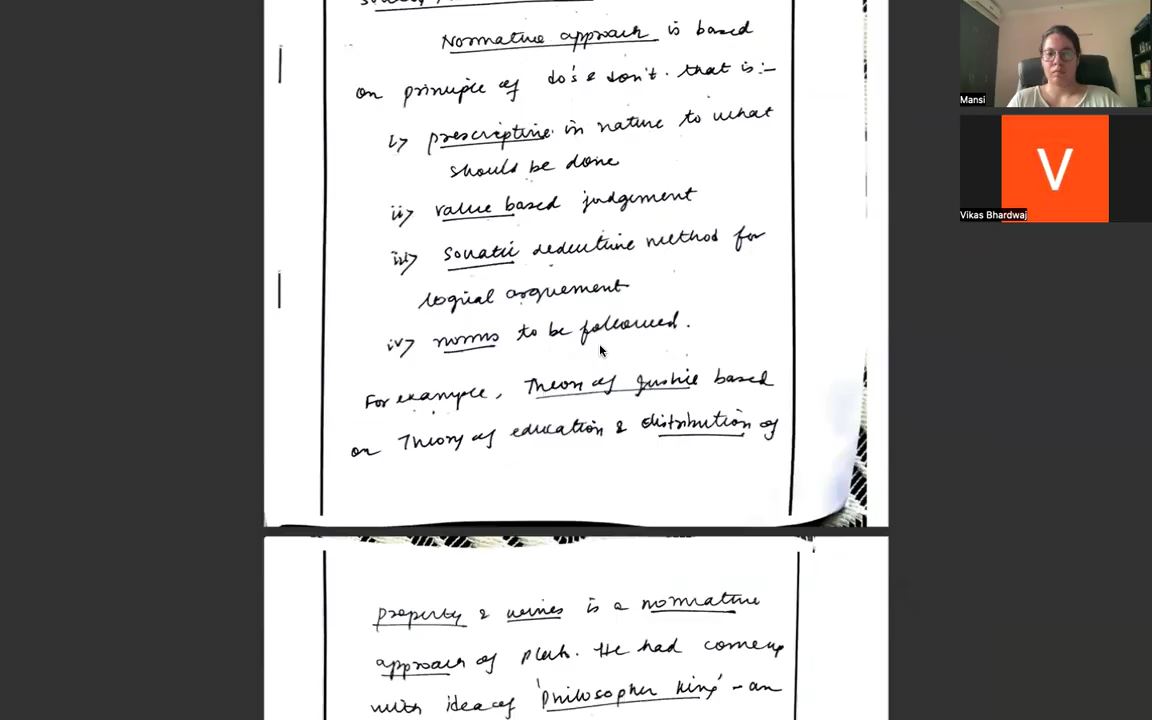 Normative approach is based
on principle of do's & don't. that is:-
i> prescriptive in nature to what
should be done
ii> value based judgement
iii> Socratic deductive method for
logical arguement
iv> norms to be followed.
For example, Theory of Justice based
on Theory of education & distribution of
property & wives is a normative
approach of Plato. He had come up
with idea of 'Philosopher King' - an
Mansi
V
Vikas Bhardwaj